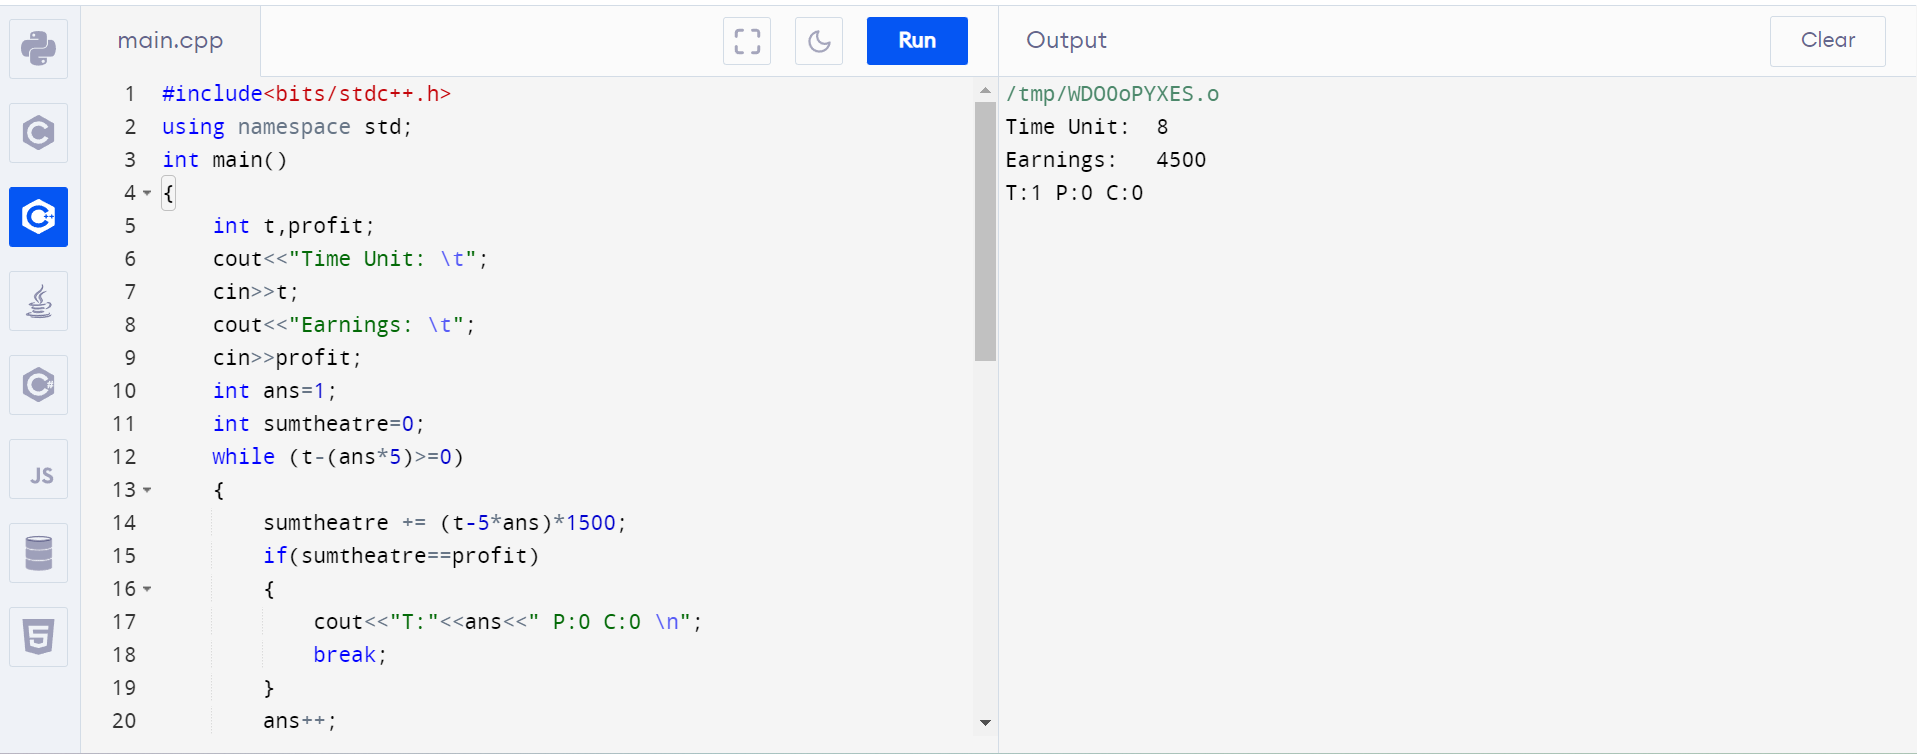 main.cpp
Run
Output
Clear
1 #include<bits/stdc++.h>
2 using namespace std;
3 int main()
4 {
5 int t,profit;
6 cout<<"Time Unit: \t";
7 cin>>t;
8 cout<<"Earnings: \t";
9 cin>>profit;
10 int ans=1;
11 int sumtheatre=0;
12 while (t-(ans*5)>=0)
13 {
14 sumtheatre += (t-5*ans)*1500;
15 if(sumtheatre==profit)
16 {
17 cout<<"T:"<<ans<<" P:0 C:0 \n";
18 break;
19 }
20 ans++;
/tmp/WDO0oPYXES.o
Time Unit: 8
Earnings: 4500
T:1 P:0 C:0
C
C++
C#
JS
5